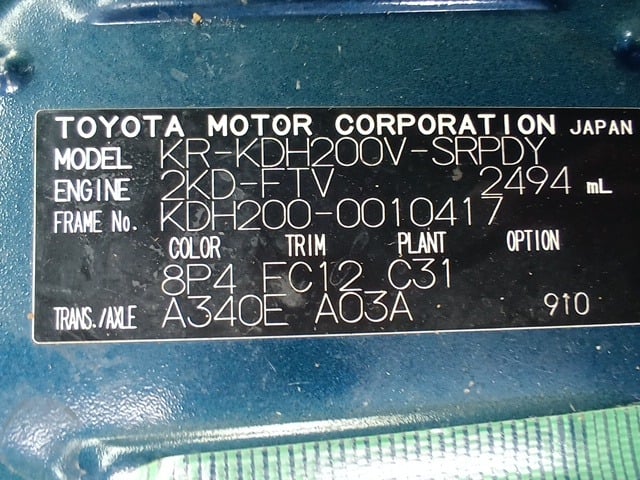 TOYOTA MOTOR CORPORATION JAPAN
MODEL KR-KDH200V-SRPDY
ENGINE 2KD-FTV 2494 mL
FRAME No. KDH200-0010417
COLOR TRIM PLANT OPTION
8P4 FC12 C31
TRANS./AXLE A340E A03A 910